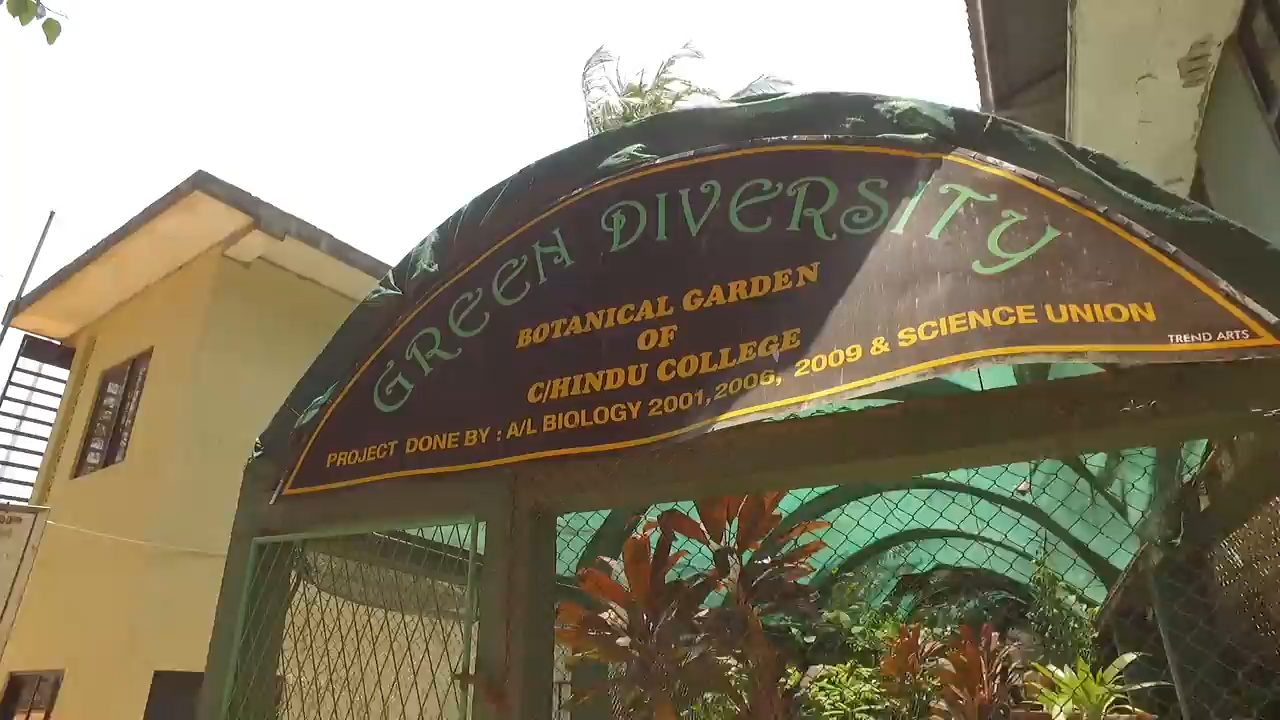 GREEN DIVERSITY
BOTANICAL GARDEN
OF
C/HINDU COLLEGE
PROJECT DONE BY : A/L BIOLOGY 2001, 2006, 2009 & SCIENCE UNION
TREND ARTS